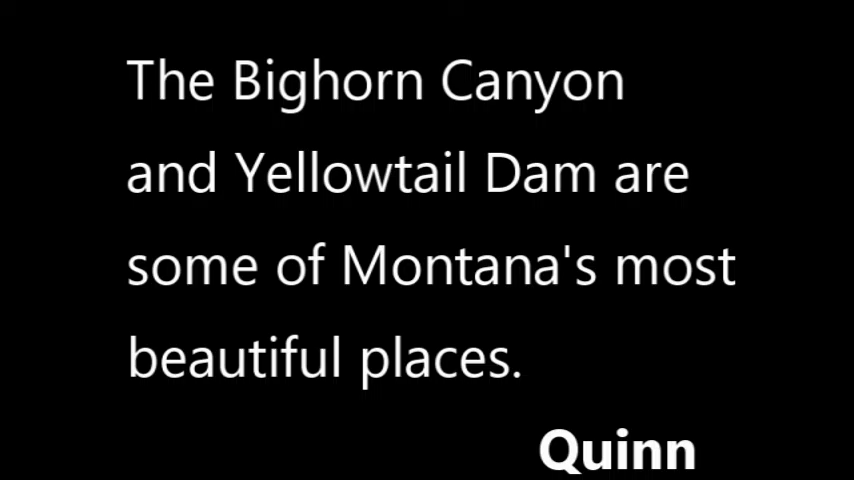 The Bighorn Canyon
and Yellowtail Dam are
some of Montana's most
beautiful places.
Quinn